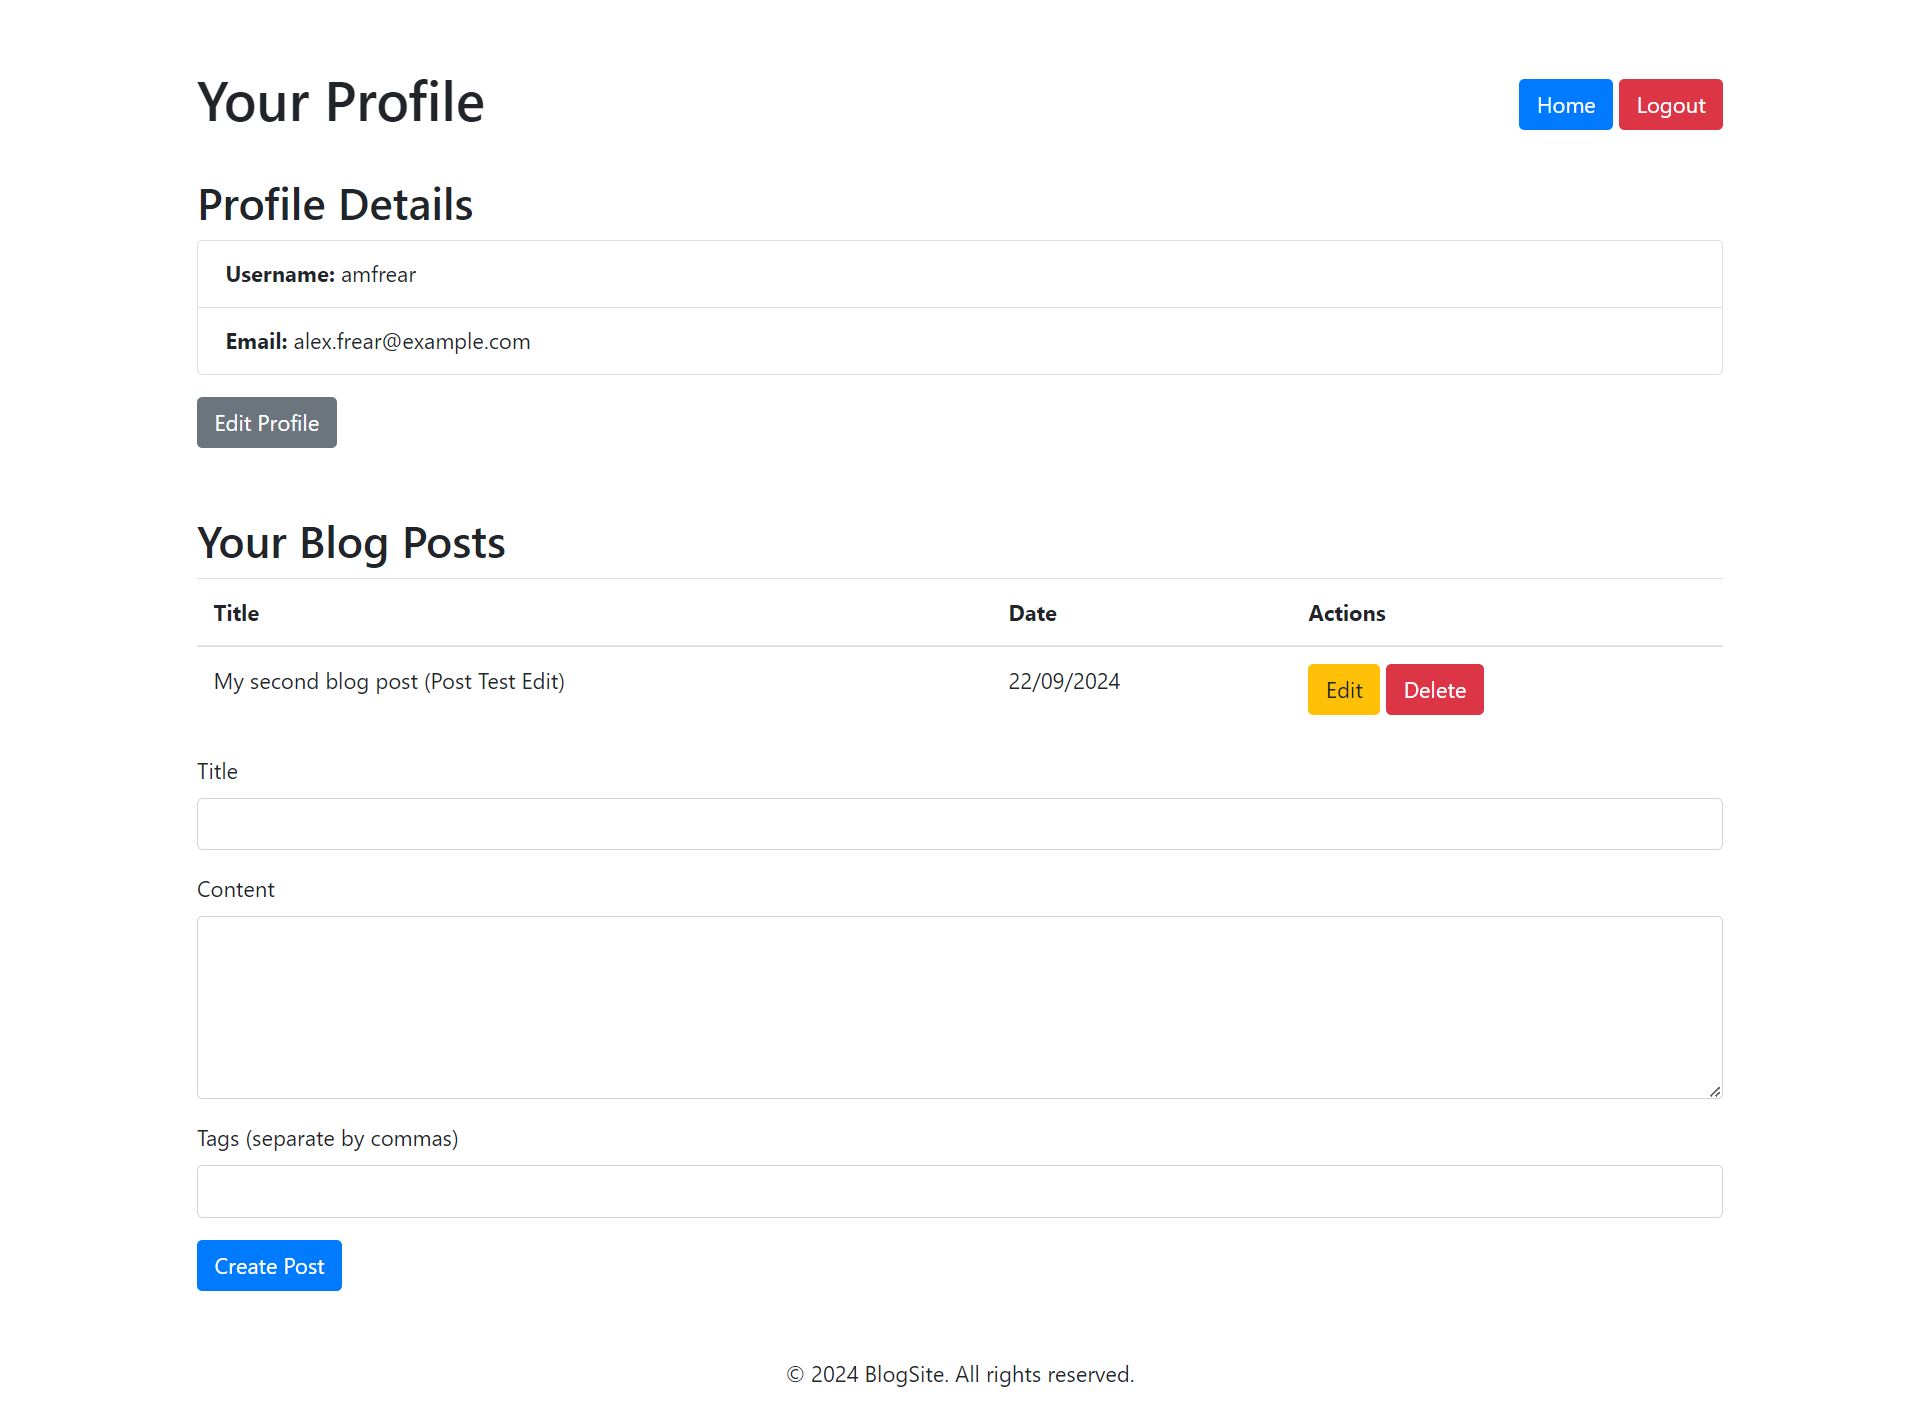 Your Profile
Home Logout
Profile Details
Username: amfrear
Email: alex.frear@example.com
Edit Profile
Your Blog Posts
Title Date Actions
My second blog post (Post Test Edit) 22/09/2024 Edit Delete
Title
Content
Tags (separate by commas)
Create Post
© 2024 BlogSite. All rights reserved.